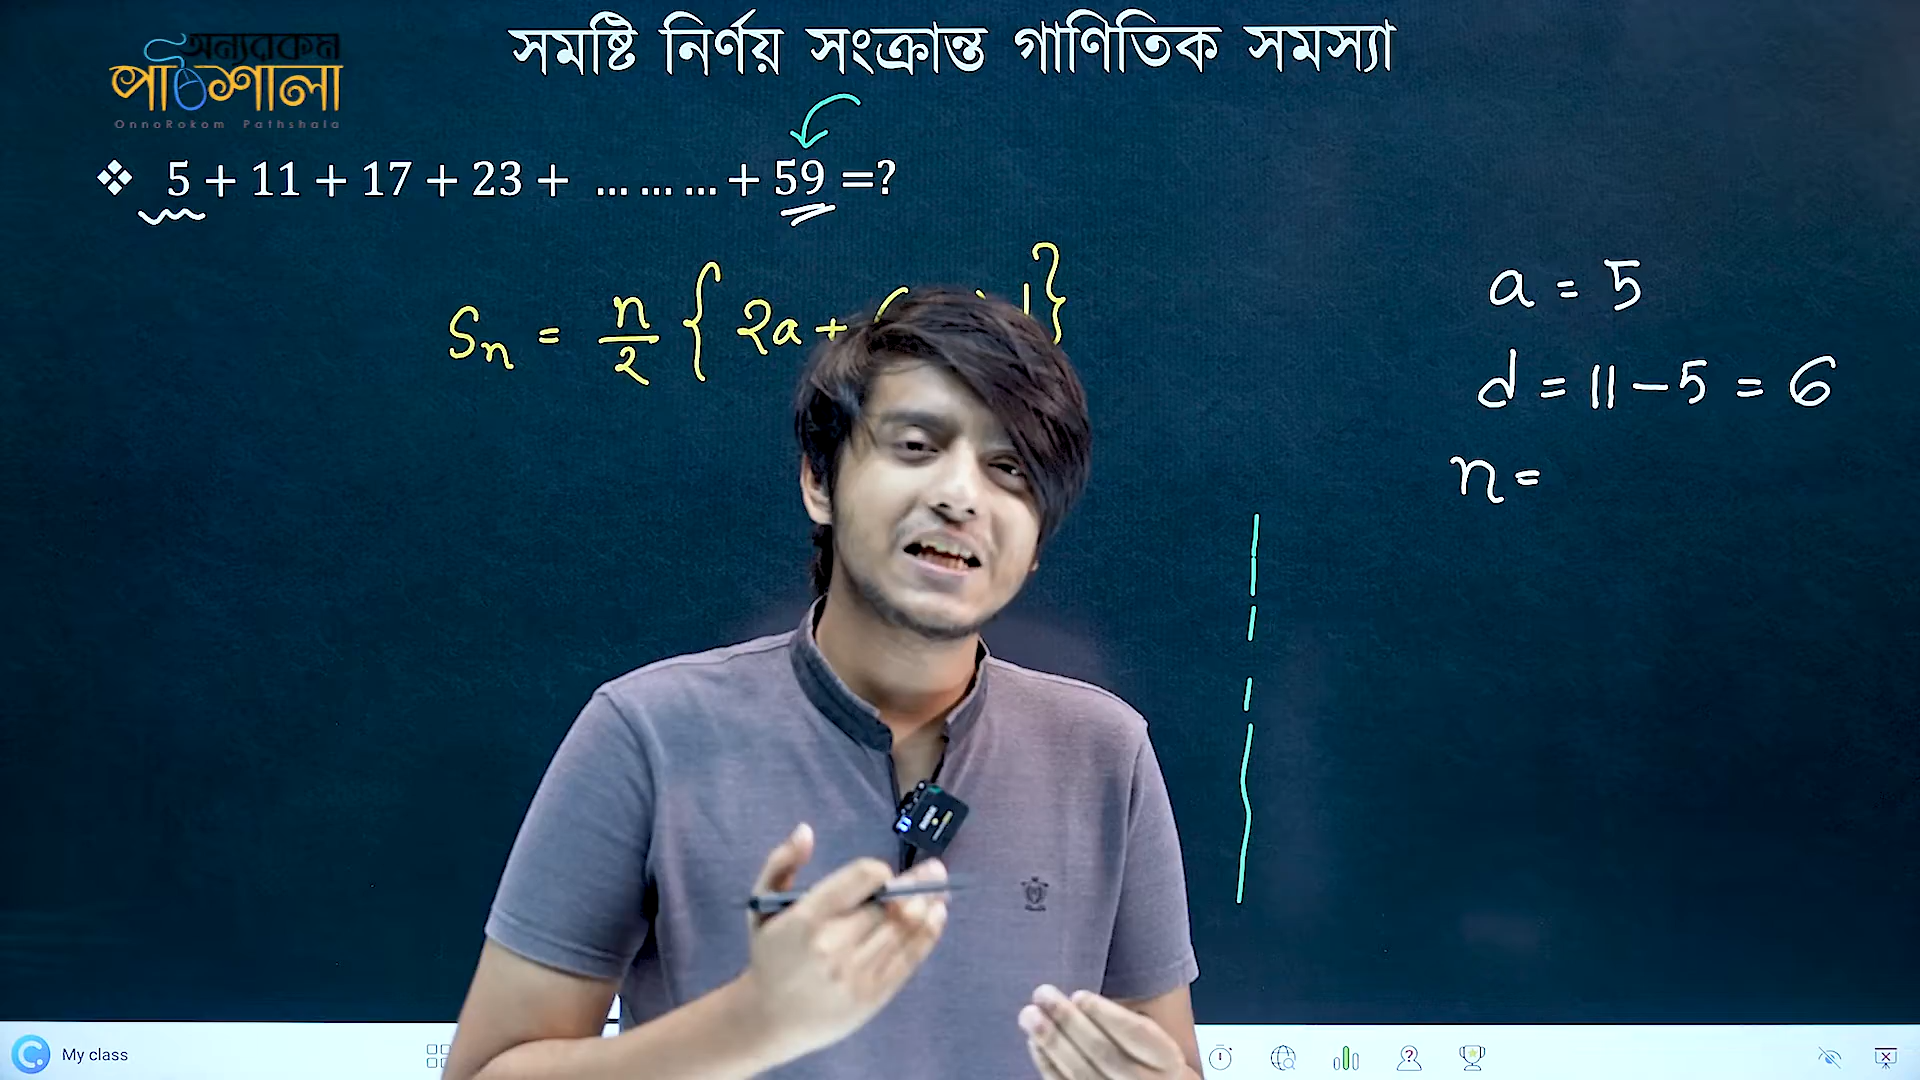 সমষ্টি নির্ণয় সংক্রান্ত গাণিতিক সমস্যা
অন্যরকম
পাঠশালা
OnnoRokom Pathshala
❖ 5 + 11 + 17 + 23 + ... ... ... + 59 =?
Sn = n/2 { 2a + ( d }
a = 5
d = 11 − 5 = 6
n =
My class